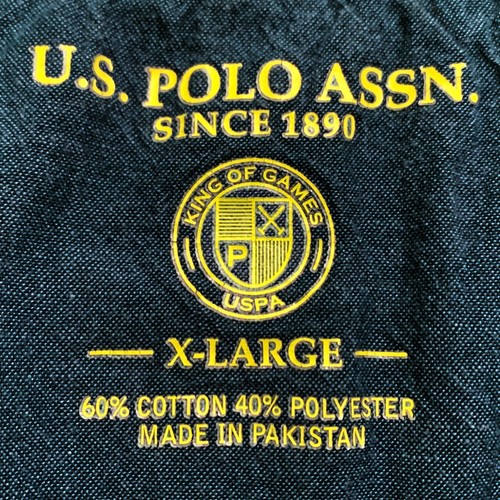 U.S. POLO ASSN.
SINCE 1890
KING OF GAMES
P
USPA
X-LARGE
60% COTTON 40% POLYESTER
MADE IN PAKISTAN